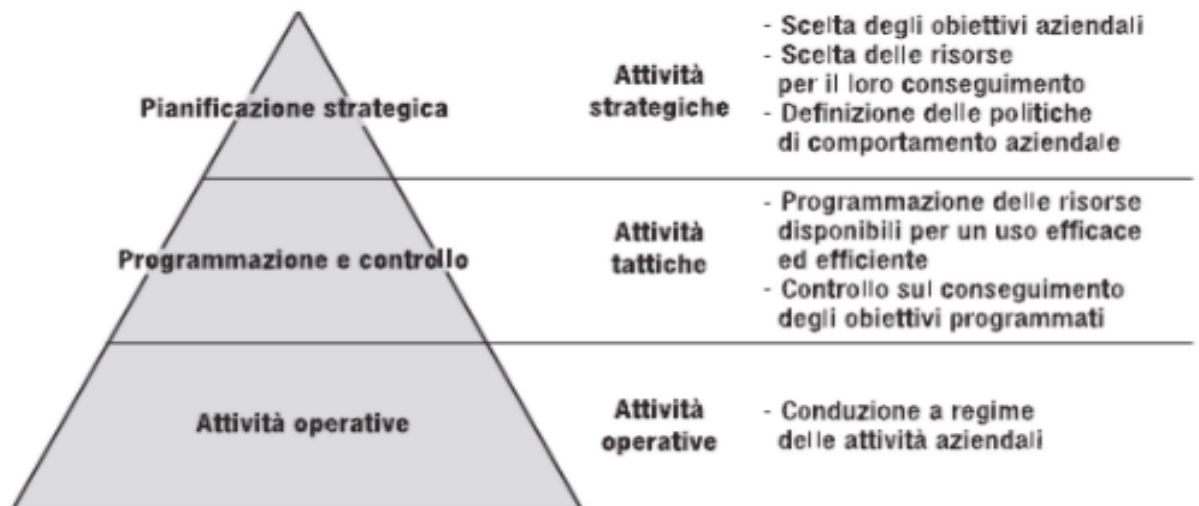 Pianificazione strategica
Attività
strategiche
- Scelta degli obiettivi aziendali
- Scelta delle risorse
per il loro conseguimento
- Definizione delle politiche
di comportamento aziendale
Programmazione e controllo
Attività
tattiche
- Programmazione delle risorse
disponibili per un uso efficace
ed efficiente
- Controllo sul conseguimento
degli obiettivi programmati
Attività operative
Attività
operative
- Conduzione a regime
delle attività aziendali